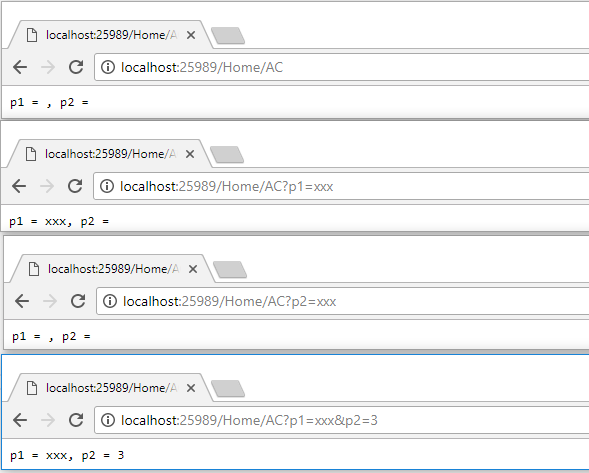 localhost:25989/Home/A
localhost:25989/Home/AC
p1 = , p2 =
localhost:25989/Home/A
localhost:25989/Home/AC?p1=xxx
p1 = xxx, p2 =
localhost:25989/Home/A
localhost:25989/Home/AC?p2=xxx
p1 = , p2 =
localhost:25989/Home/A
localhost:25989/Home/AC?p1=xxx&p2=3
p1 = xxx, p2 = 3